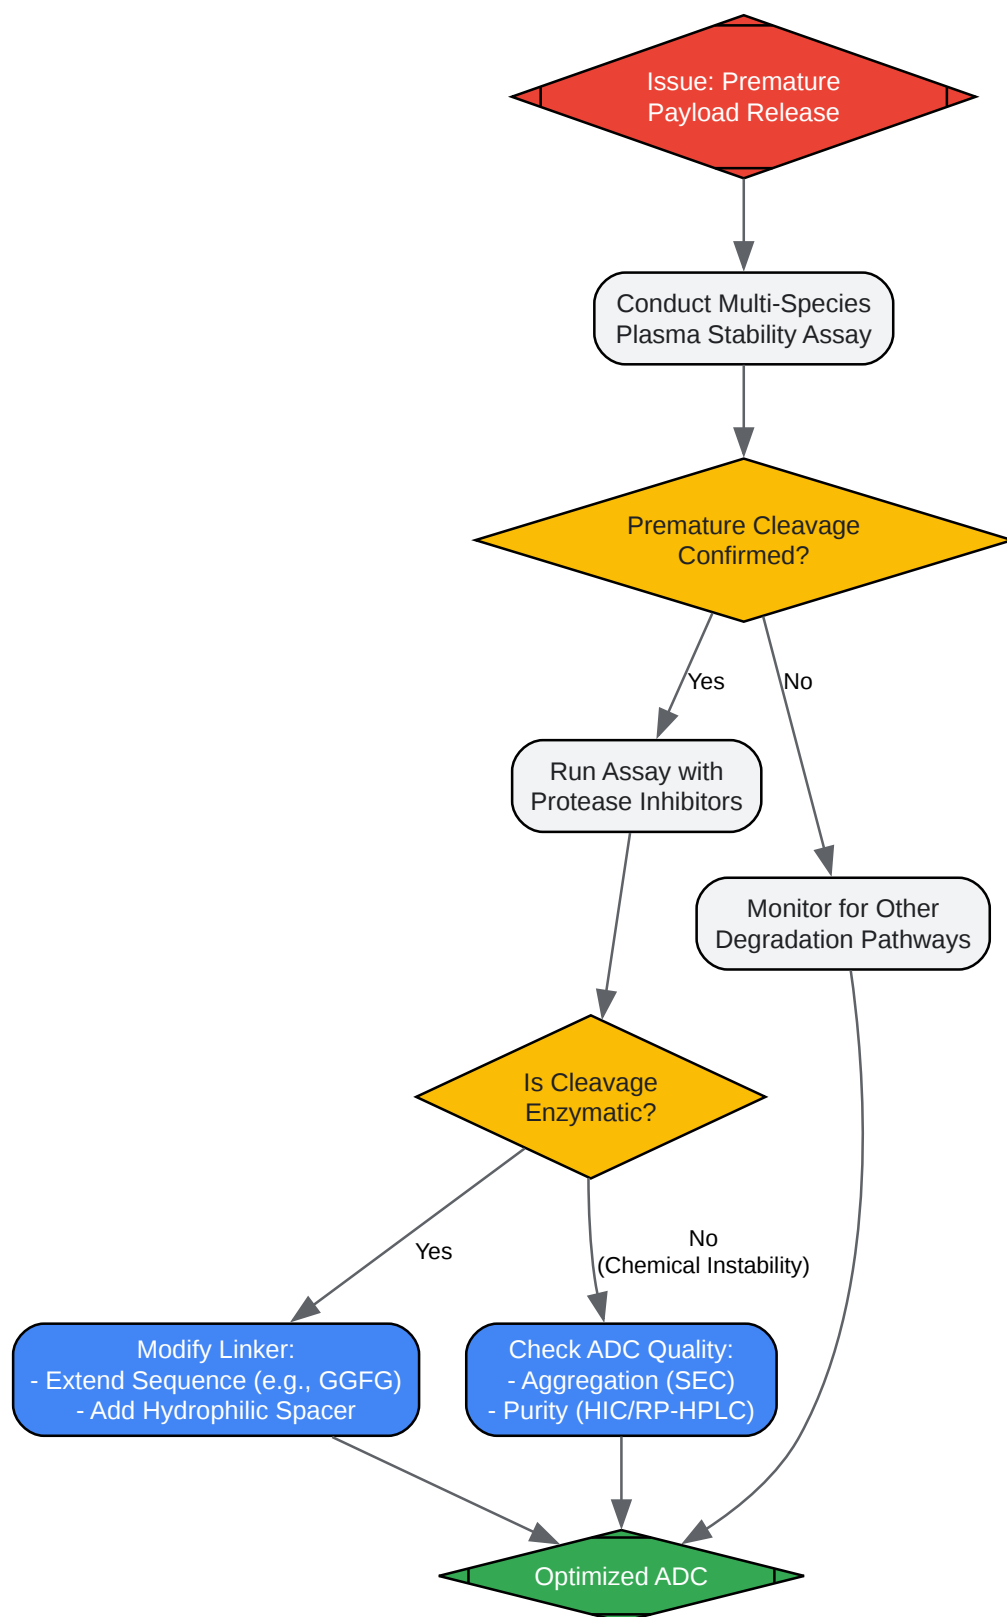 Issue: Premature
Payload Release
Conduct Multi-Species
Plasma Stability Assay
Premature Cleavage
Confirmed?
Yes
No
Run Assay with
Protease Inhibitors
Monitor for Other
Degradation Pathways
Is Cleavage
Enzymatic?
Yes
No
(Chemical Instability)
Modify Linker:
- Extend Sequence (e.g., GGFG)
- Add Hydrophilic Spacer
Check ADC Quality:
- Aggregation (SEC)
- Purity (HIC/RP-HPLC)
Optimized ADC